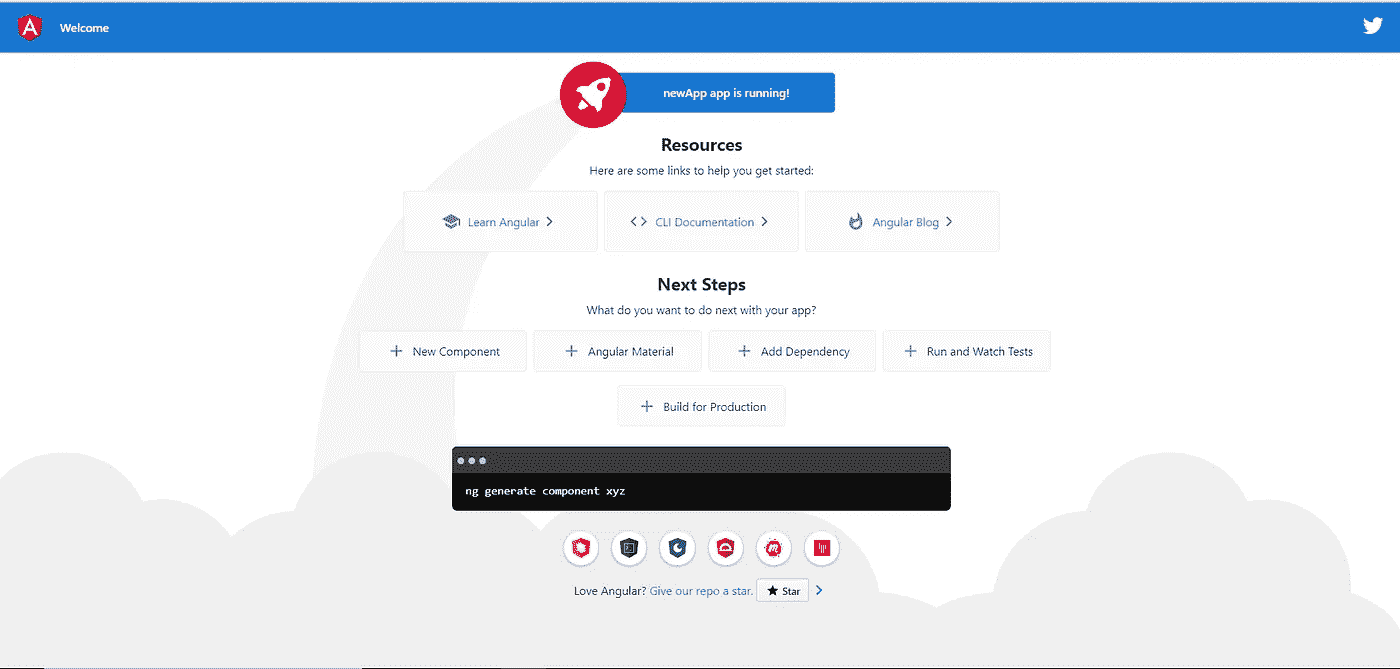 Welcome
newApp app is running!
Resources
Here are some links to help you get started:
Learn Angular
CLI Documentation
Angular Blog
Next Steps
What do you want to do next with your app?
New Component
Angular Material
Add Dependency
Run and Watch Tests
Build for Production
ng generate component xyz
Love Angular? Give our repo a star. Star